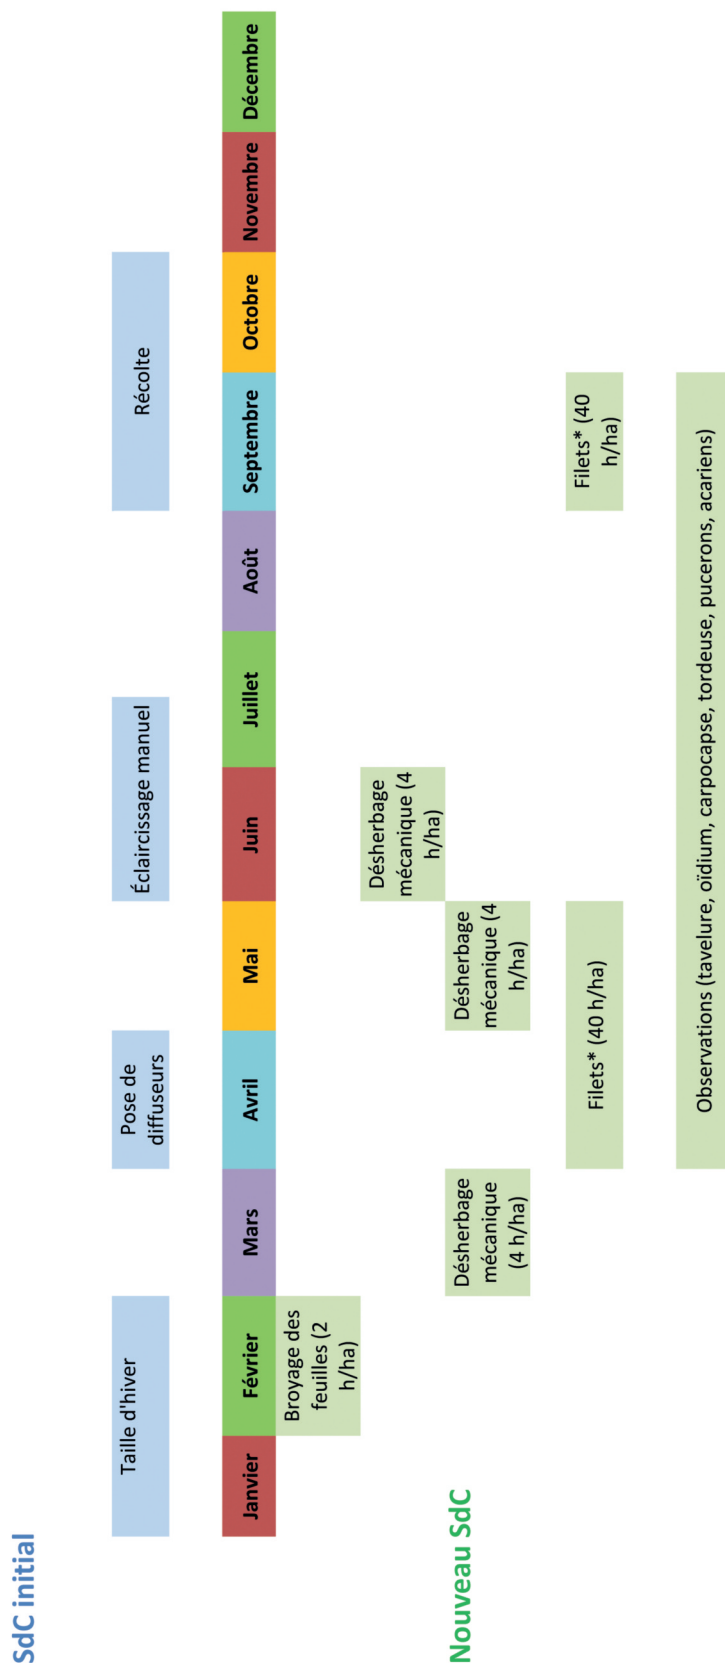 SdC initial
Taille d'hiver
Pose de
diffuseurs
Éclaircissage manuel
Récolte
Janvier
Février
Mars
Avril
Mai
Juin
Juillet
Août
Septembre
Octobre
Novembre
Décembre
Broyage des
feuilles (2
h/ha)
Désherbage
mécanique (4
h/ha)
Nouveau SdC
Désherbage
mécanique
(4 h/ha)
Désherbage
mécanique (4
h/ha)
Filets* (40 h/ha)
Filets* (40
h/ha)
Observations (tavelure, oïdium, carpocapse, tordeuse, pucerons, acariens)